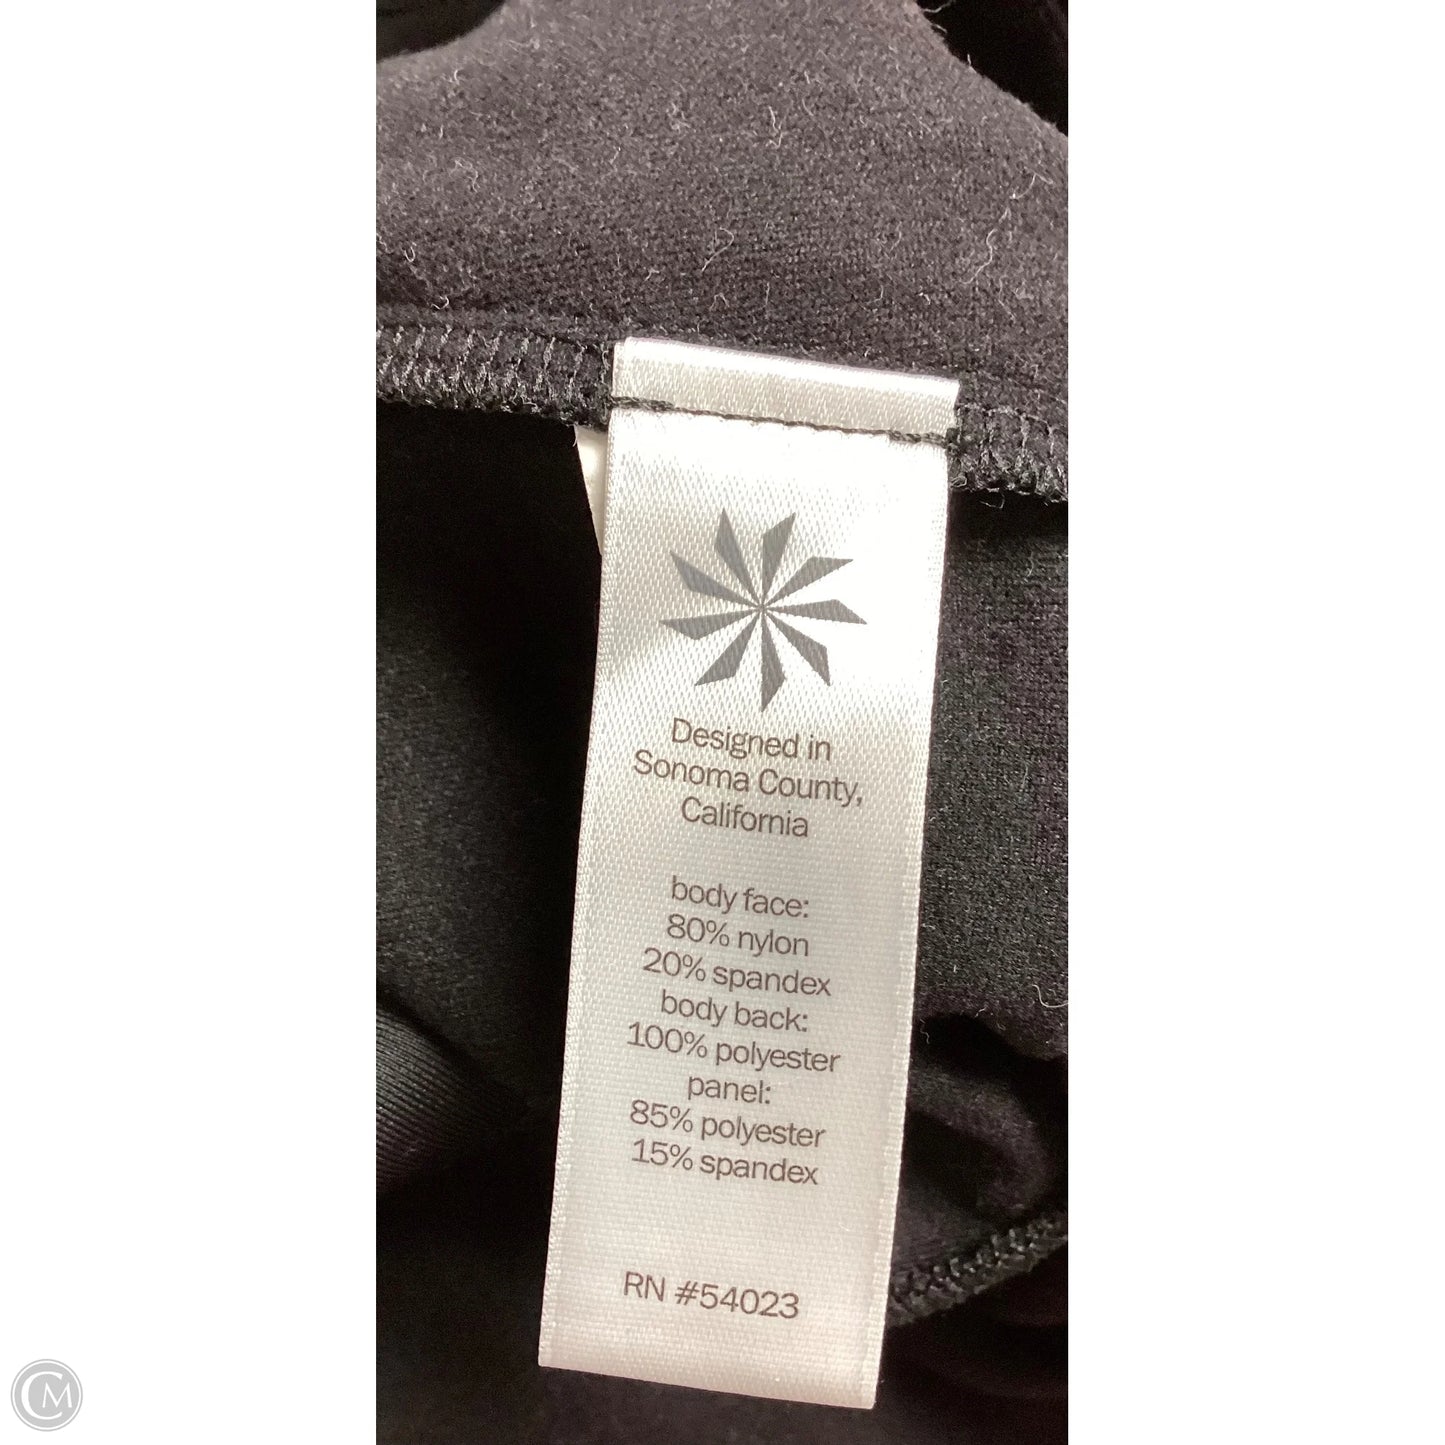 Designed in
Sonoma County,
California
body face:
80% nylon
20% spandex
body back:
100% polyester
panel:
85% polyester
15% spandex
RN #54023
CM